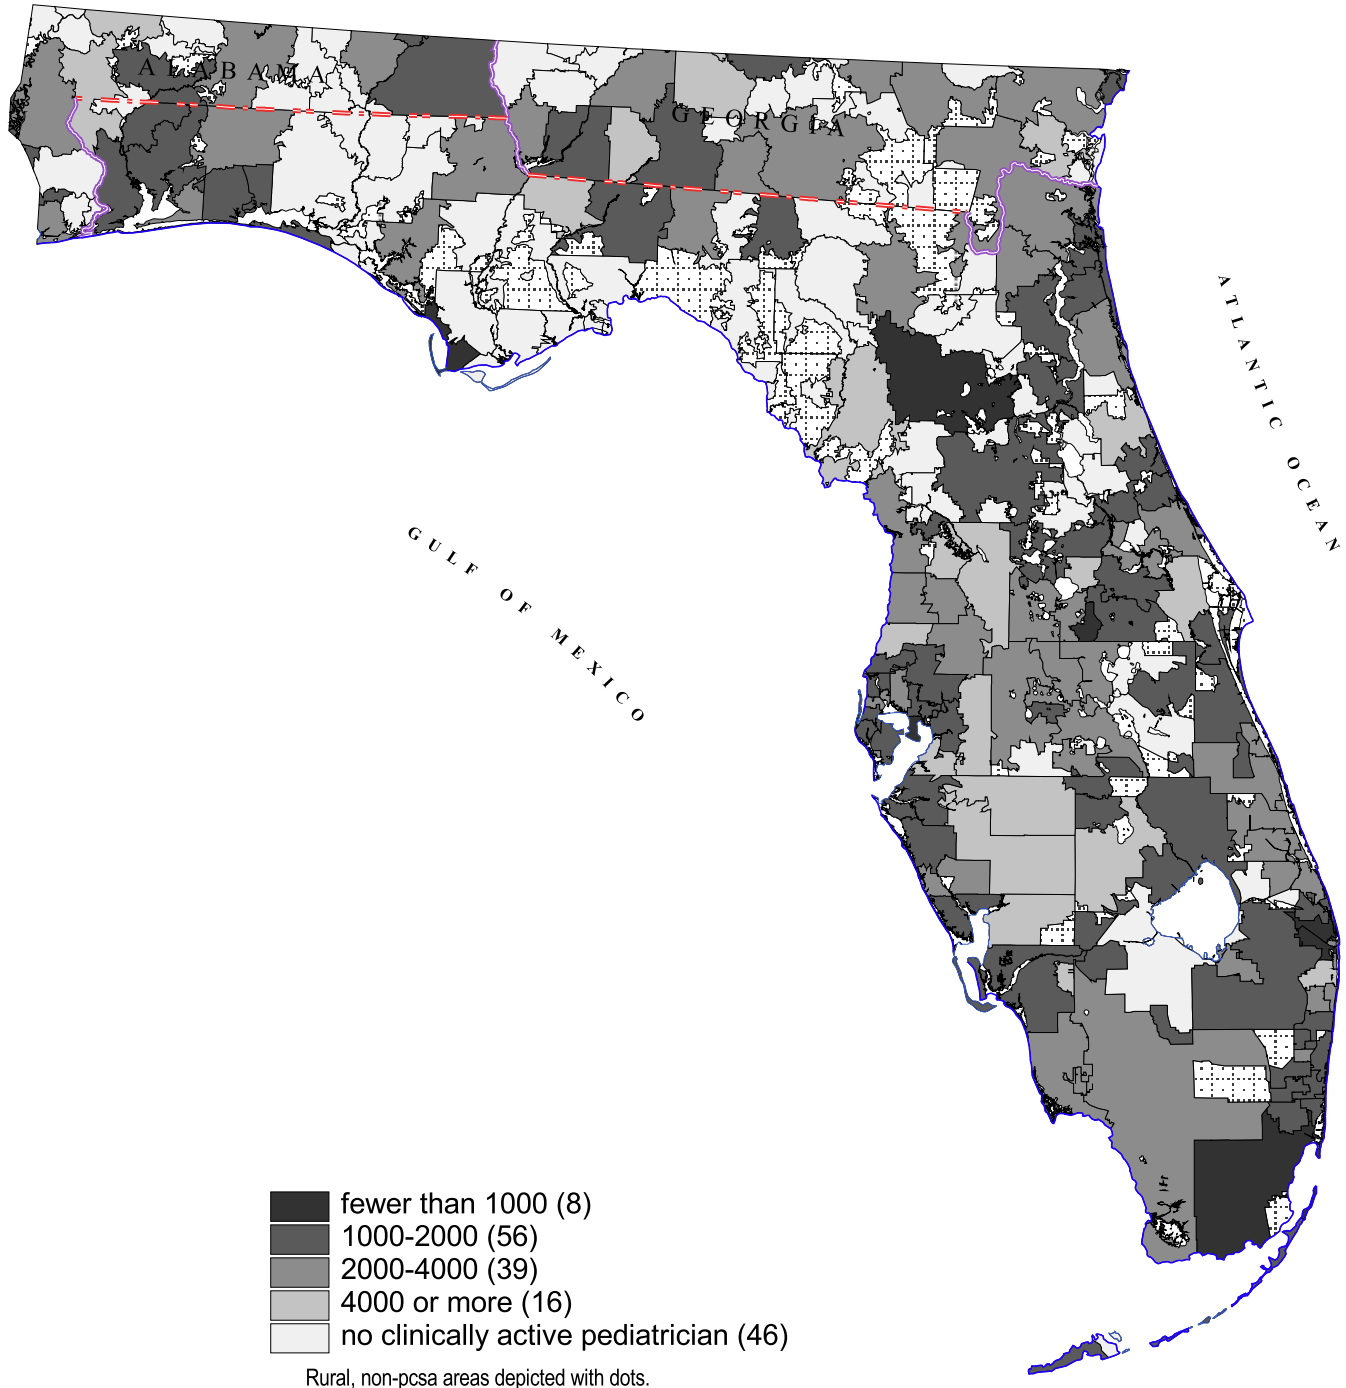 ALABAMA
GEORGIA
ATLANTIC OCEAN
GULF OF MEXICO
fewer than 1000 (8)
1000-2000 (56)
2000-4000 (39)
4000 or more (16)
no clinically active pediatrician (46)
Rural, non-pcsa areas depicted with dots.